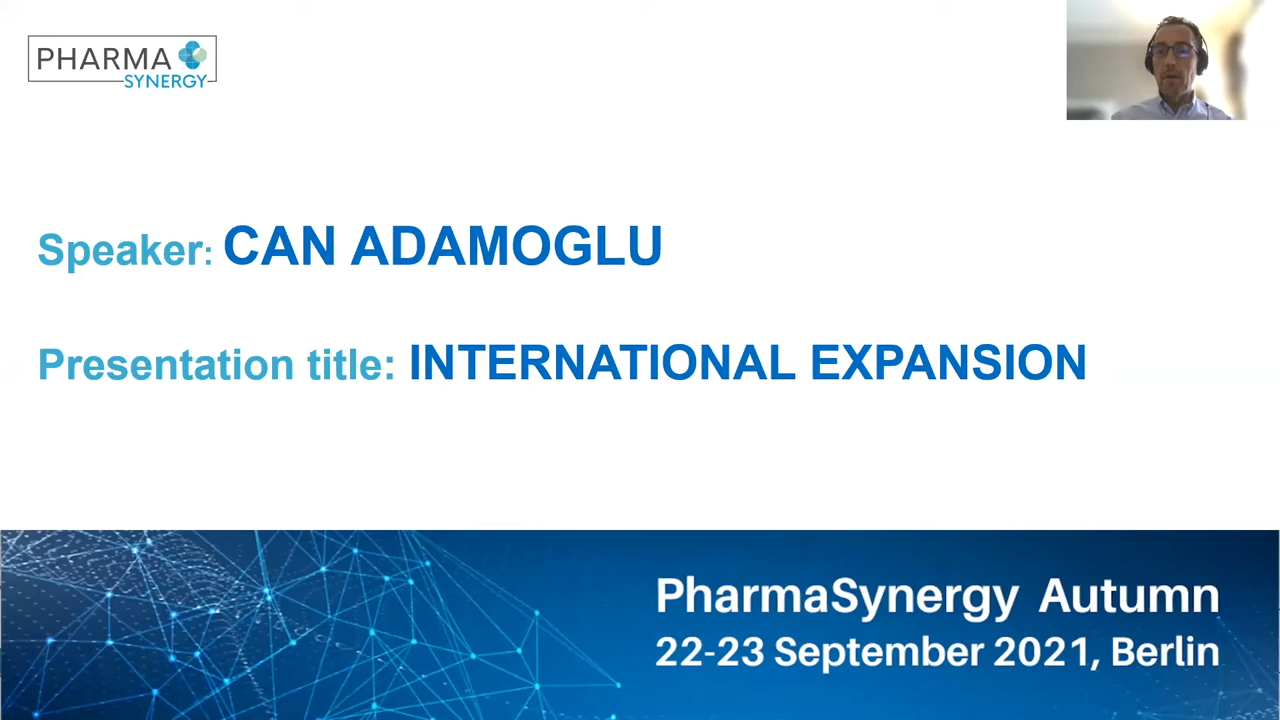 PHARMA
SYNERGY
Speaker: CAN ADAMOGLU
Presentation title: INTERNATIONAL EXPANSION
PharmaSynergy Autumn
22-23 September 2021, Berlin